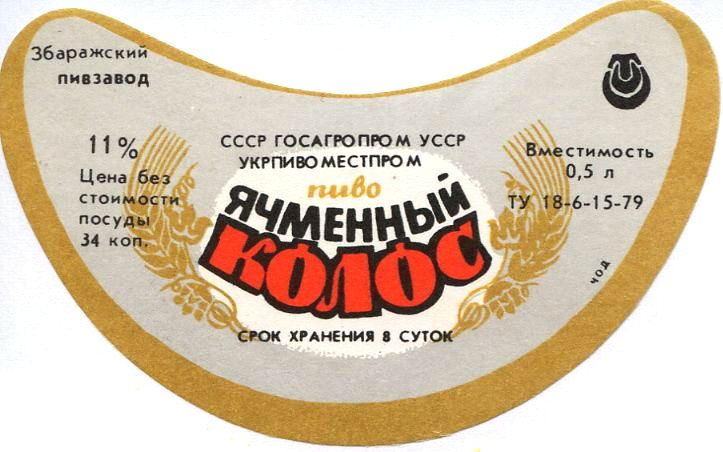 Збаражский
пивзавод
11%
Цена без
стоимости
посуды
34 коп.
СССР ГОСАГРОПРОМ УССР
УКРПИВОМЕСТПРОМ
пиво
ЯЧМЕННЫЙ
КОЛОС
СРОК ХРАНЕНИЯ 8 СУТОК
Вместимость
0,5 л
ТУ 18-6-15-79
ЧОД